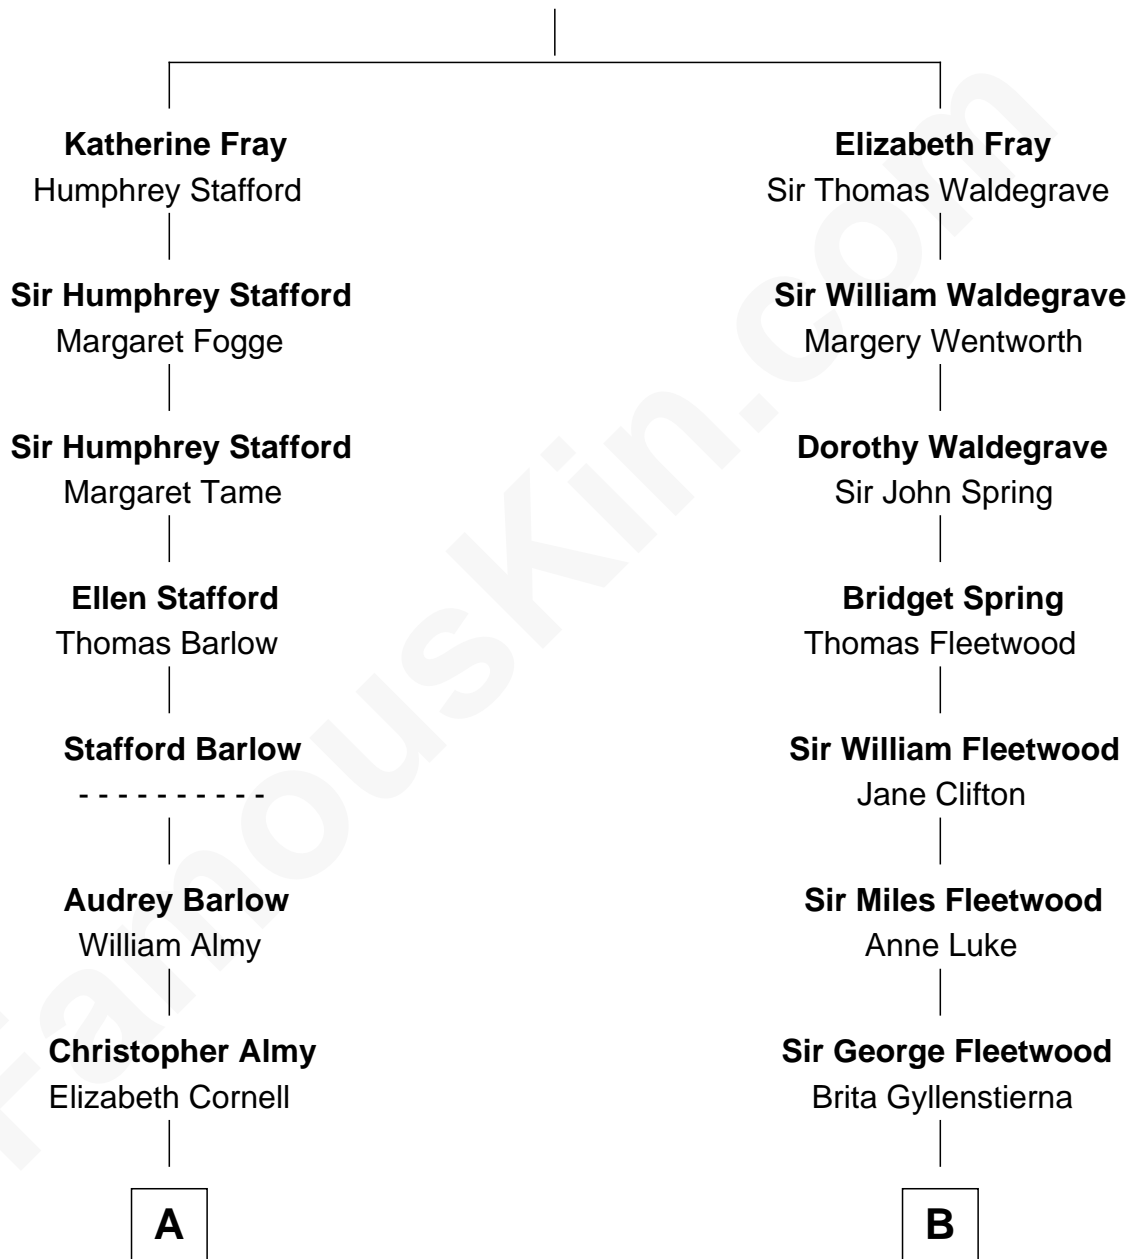 Katherine Fray
Humphrey Stafford
Sir Humphrey Stafford
Margaret Fogge
Sir Humphrey Stafford
Margaret Tame
Ellen Stafford
Thomas Barlow
Stafford Barlow
- - - - - - - - - -
Audrey Barlow
William Almy
Christopher Almy
Elizabeth Cornell
A
Elizabeth Fray
Sir Thomas Waldegrave
Sir William Waldegrave
Margery Wentworth
Dorothy Waldegrave
Sir John Spring
Bridget Spring
Thomas Fleetwood
Sir William Fleetwood
Jane Clifton
Sir Miles Fleetwood
Anne Luke
Sir George Fleetwood
Brita Gyllenstierna
B
FamousKin.com